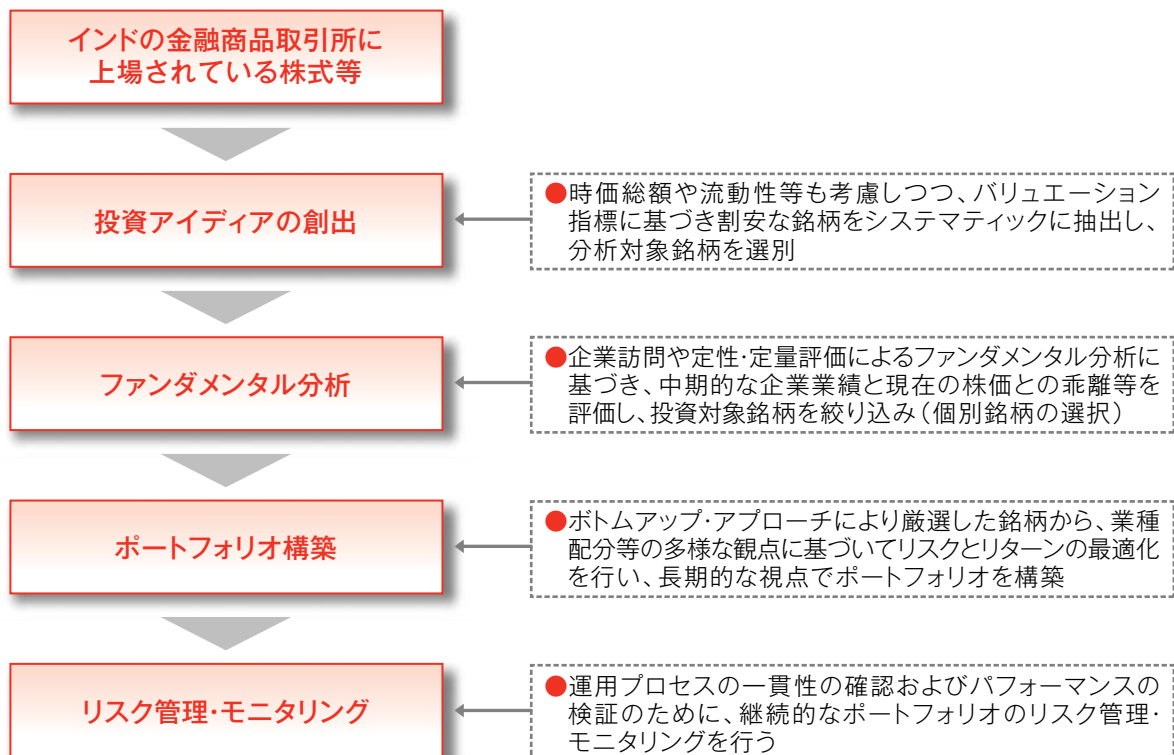 インドの金融商品取引所に
上場されている株式等
投資アイディアの創出
●時価総額や流動性等も考慮しつつ、バリュエーション
指標に基づき割安な銘柄をシステマティックに抽出し、
分析対象銘柄を選別
ファンダメンタル分析
●企業訪問や定性・定量評価によるファンダメンタル分析に
基づき、中期的な企業業績と現在の株価との乖離等を
評価し、投資対象銘柄を絞り込み（個別銘柄の選択）
ポートフォリオ構築
●ボトムアップ・アプローチにより厳選した銘柄から、業種
配分等の多様な観点に基づいてリスクとリターンの最適化
を行い、長期的な視点でポートフォリオを構築
リスク管理・モニタリング
●運用プロセスの一貫性の確認およびパフォーマンスの
検証のために、継続的なポートフォリオのリスク管理・
モニタリングを行う